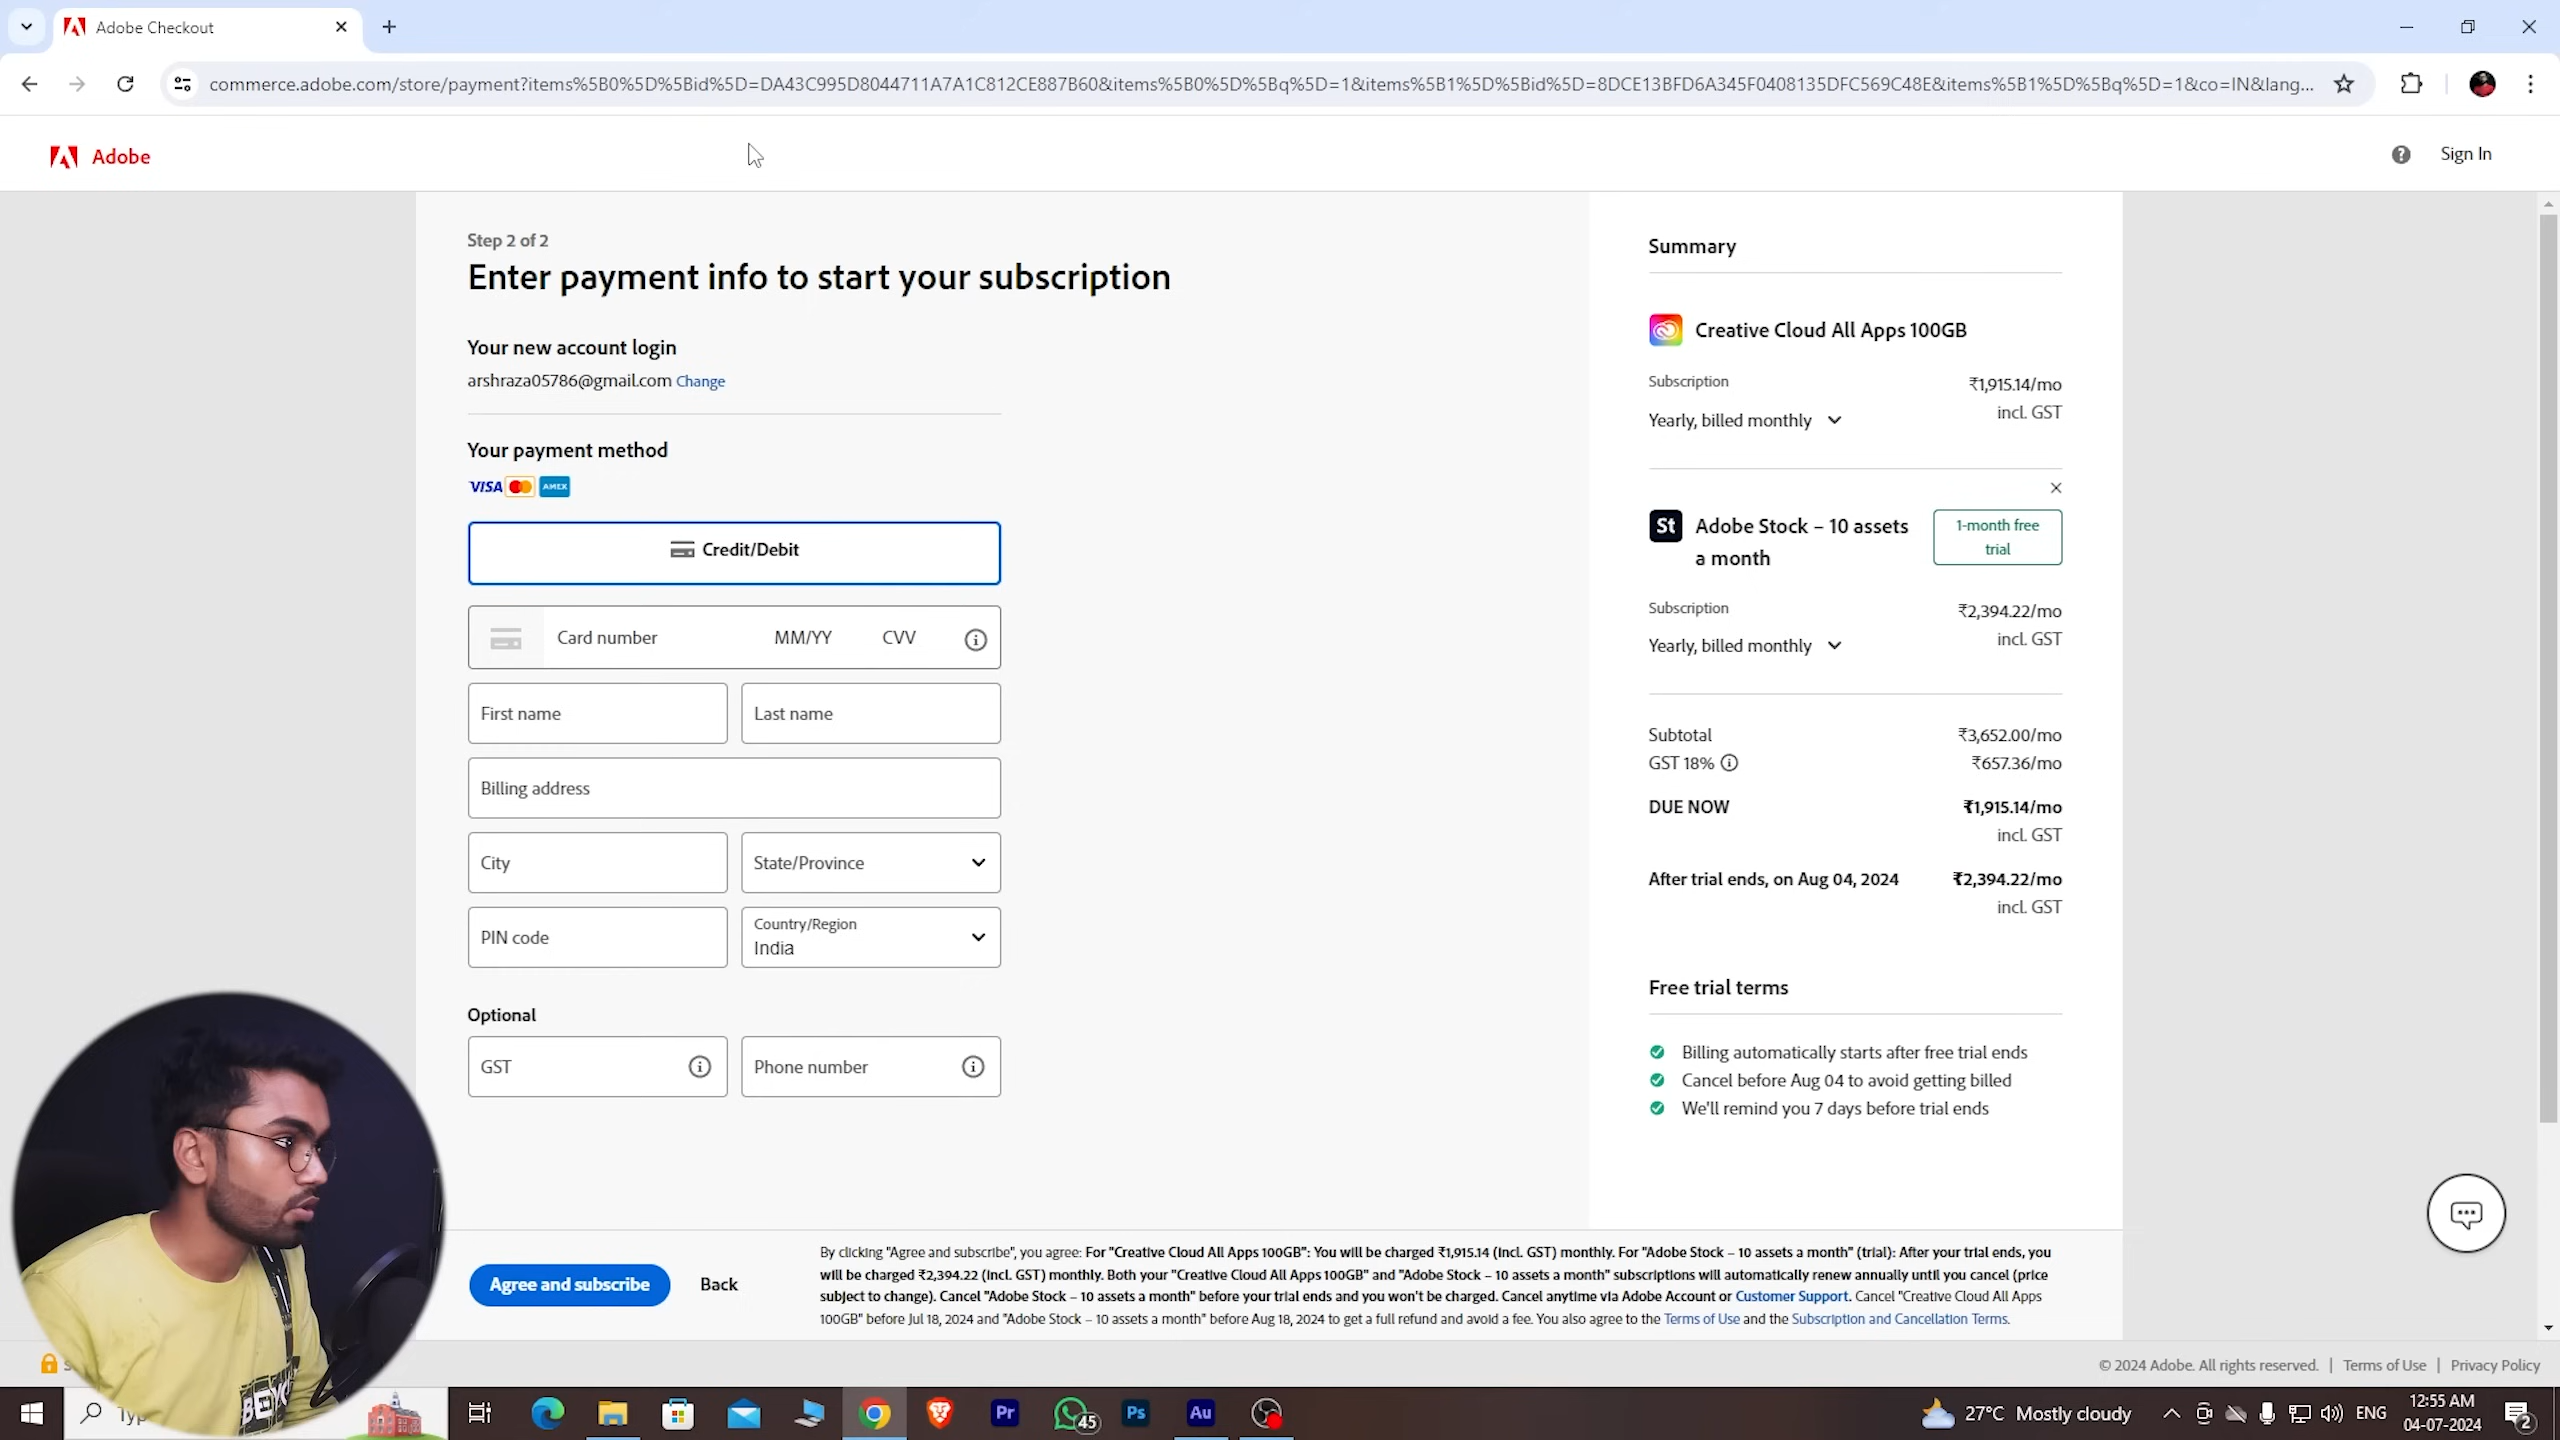 Adobe Checkout
commerce.adobe.com/store/payment?items%5B0%5D%5Bid%5D=DA43C995D8044711A7A1C812CE887B60&items%5B0%5D%5Bq%5D=1&items%5B1%5D%5Bid%5D=8DCE13BFD6A345F0408135DFC569C48E&items%5B1%5D%5Bq%5D=1&co=IN&lang...
Adobe
Sign In
Step 2 of 2
Enter payment info to start your subscription
Your new account login
arshraza05786@gmail.com Change
Your payment method
VISA AMEX
Credit/Debit
Card number MM/YY CVV
First name Last name
Billing address
City State/Province
PIN code Country/Region
India
Optional
GST Phone number
Summary
Creative Cloud All Apps 100GB
Subscription ₹1,915.14/mo
Yearly, billed monthly incl. GST
St Adobe Stock – 10 assets
a month
1-month free
trial
Subscription ₹2,394.22/mo
Yearly, billed monthly incl. GST
Subtotal ₹3,652.00/mo
GST 18% ₹657.36/mo
DUE NOW ₹1,915.14/mo
incl. GST
After trial ends, on Aug 04, 2024 ₹2,394.22/mo
incl. GST
Free trial terms
Billing automatically starts after free trial ends
Cancel before Aug 04 to avoid getting billed
We'll remind you 7 days before trial ends
Agree and subscribe Back
By clicking "Agree and subscribe", you agree: For "Creative Cloud All Apps 100GB": You will be charged ₹1,915.14 (incl. GST) monthly. For "Adobe Stock – 10 assets a month" (trial): After your trial ends, you
will be charged ₹2,394.22 (incl. GST) monthly. Both your "Creative Cloud All Apps 100GB" and "Adobe Stock – 10 assets a month" subscriptions will automatically renew annually until you cancel (price
subject to change). Cancel "Adobe Stock – 10 assets a month" before your trial ends and you won't be charged. Cancel anytime via Adobe Account or Customer Support. Cancel "Creative Cloud All Apps
100GB" before Jul 18, 2024 and "Adobe Stock – 10 assets a month" before Aug 18, 2024 to get a full refund and avoid a fee. You also agree to the Terms of Use and the Subscription and Cancellation Terms.
© 2024 Adobe. All rights reserved. | Terms of Use | Privacy Policy
Pr 45 Ps Au
27°C Mostly cloudy ENG
12:55 AM
04-07-2024
2